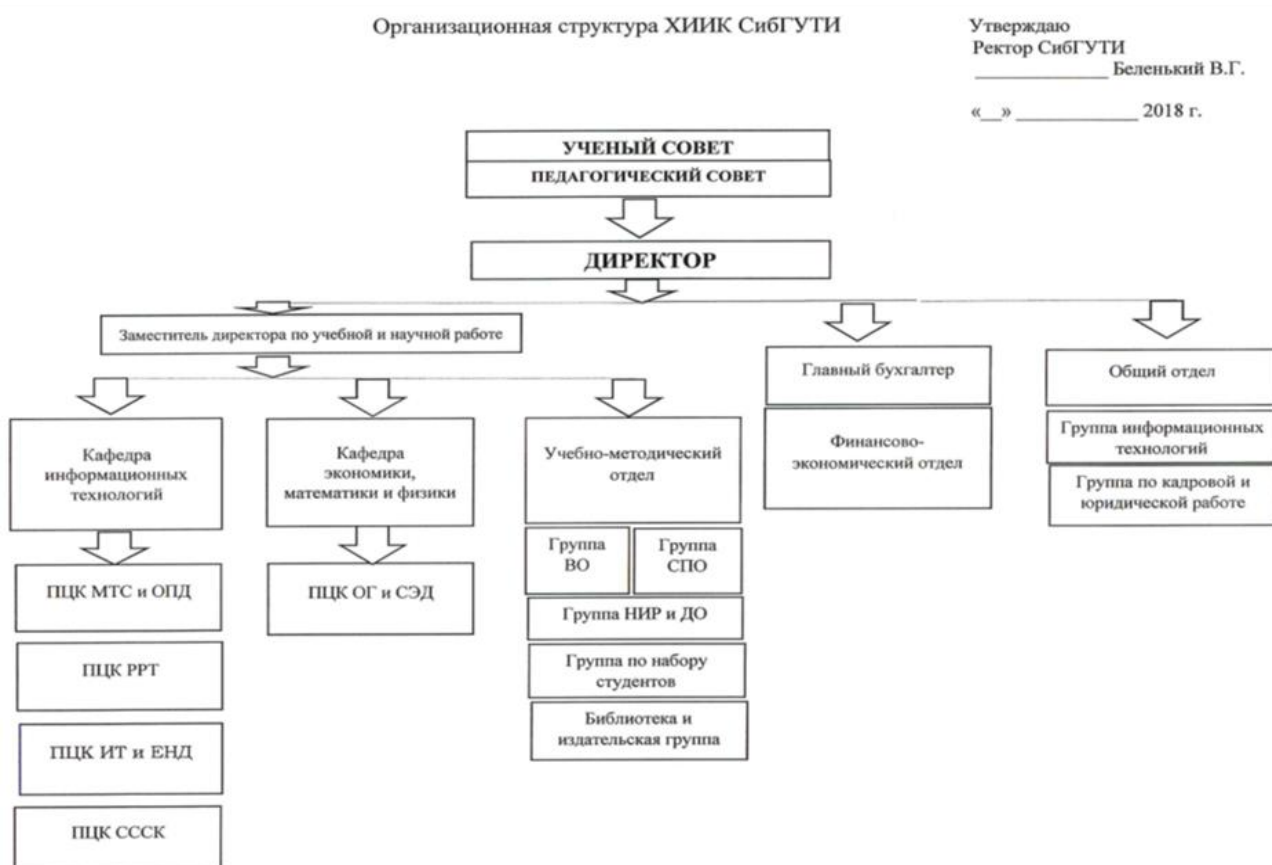 Организационная структура ХИИК СибГУТИ
Утверждаю
Ректор СибГУТИ
______________ Беленький В.Г.
«__» _____________ 2018 г.
УЧЕНЫЙ СОВЕТ
ПЕДАГОГИЧЕСКИЙ СОВЕТ
ДИРЕКТОР
Заместитель директора по учебной и научной работе
Главный бухгалтер
Финансово-
экономический отдел
Общий отдел
Группа информационных
технологий
Группа по кадровой и
юридической работе
Кафедра
информационных
технологий
ПЦК МТС и ОПД
ПЦК РРТ
ПЦК ИТ и ЕНД
ПЦК СССК
Кафедра
экономики,
математики и физики
ПЦК ОГ и СЭД
Учебно-методический
отдел
Группа
ВО
Группа
СПО
Группа НИР и ДО
Группа по набору
студентов
Библиотека и
издательская группа